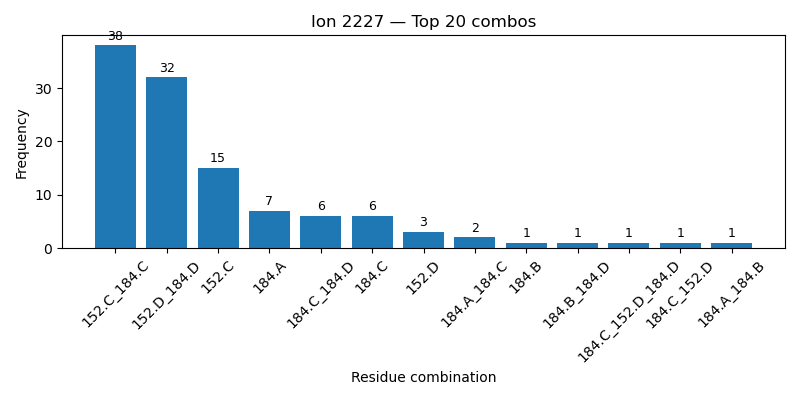 Ion 2227 — Top 20 combos
Frequency
30
20
10
0
38
32
15
7
6
6
3
2
1
1
1
1
1
152.C_184.C
152.D_184.D
152.C
184.A
184.C_184.D
184.C
152.D
184.A_184.C
184.B
184.B_184.D
184.C_152.D_184.D
184.C_152.D
184.A_184.B
Residue combination